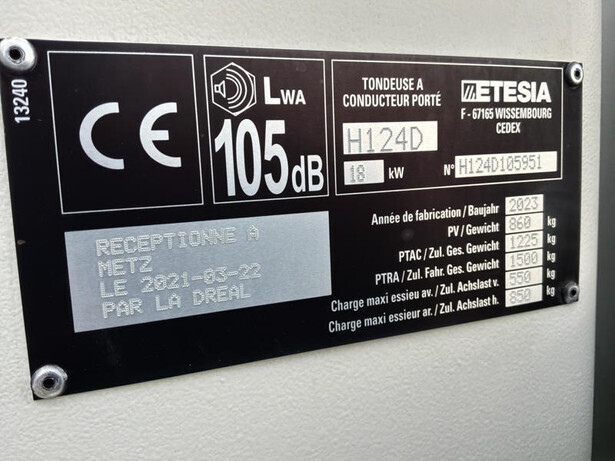 13240
CE
LWA
105dB
TONDEUSE A
CONDUCTEUR PORTÉ
H124D
18 kW
ETESIA
F - 67165 WISSEMBOURG
CEDEX
N° H124D105951
RECEPTIONNE A
METZ
LE 2021-03-22
PAR LA DREAL
Année de fabrication / Baujahr 2023
PV / Gewicht 860 kg
PTAC / Zul. Ges. Gewicht 1225 kg
PTRA / Zul. Fahr. Ges. Gewicht 1500 kg
Charge maxi essieu av. / Zul. Achslast v. 550 kg
Charge maxi essieur ar. / Zul. Achslast h. 850 kg